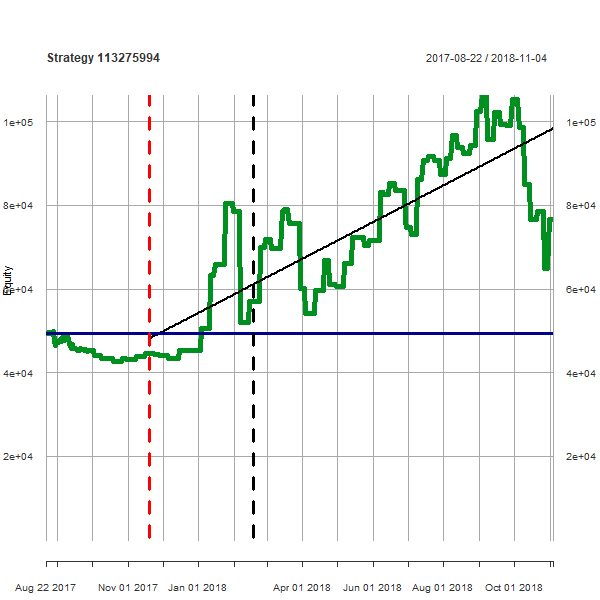 Strategy 113275994
2017-08-22 / 2018-11-04
1e+05
1e+05
8e+04
8e+04
Equity
6e+04
6e+04
4e+04
4e+04
2e+04
2e+04
Aug 22 2017
Nov 01 2017
Jan 01 2018
Apr 01 2018
Jun 01 2018
Aug 01 2018
Oct 01 2018